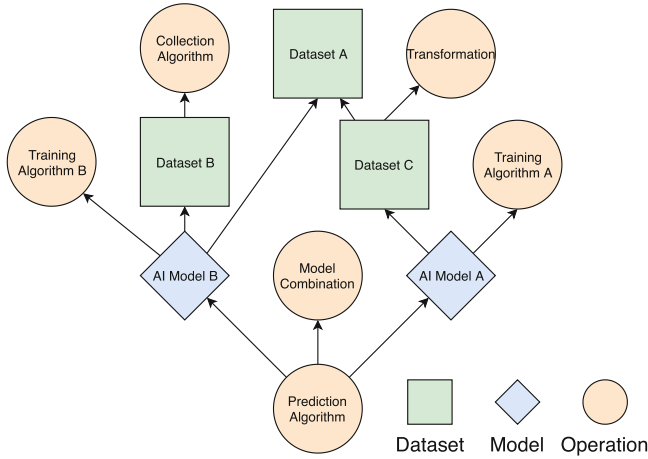 Collection
Algorithm
Dataset A
Transformation
Training
Algorithm B
Dataset B
Dataset C
Training
Algorithm A
AI Model B
Model
Combination
AI Model A
Prediction
Algorithm
Dataset
Model
Operation